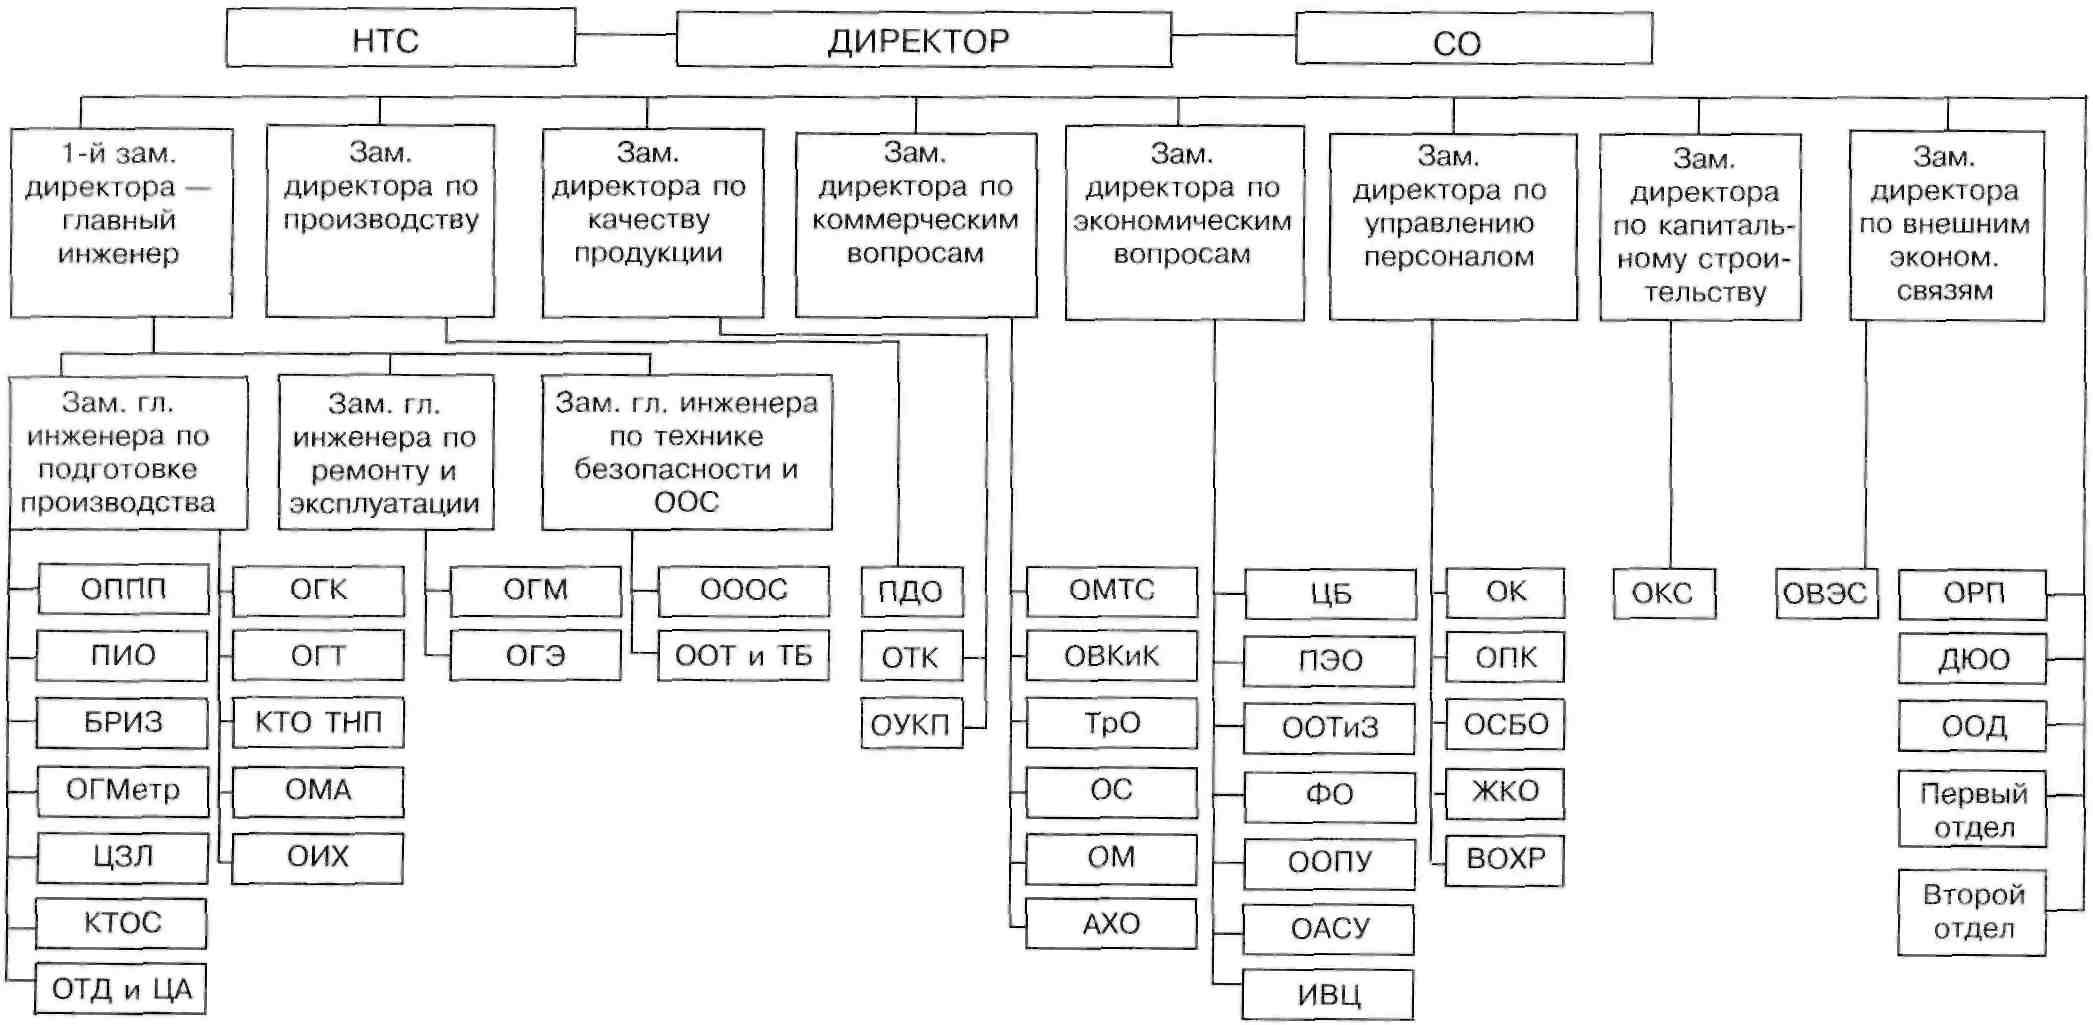 НТС
ДИРЕКТОР
СО
1-й зам.
директора —
главный
инженер
Зам.
директора по
производству
Зам.
директора по
качеству
продукции
Зам.
директора по
коммерческим
вопросам
Зам.
директора по
экономическим
вопросам
Зам.
директора по
управлению
персоналом
Зам.
директора
по капиталь-
ному строи-
тельству
Зам.
директора
по внешним
эконом.
связям
Зам. гл.
инженера по
подготовке
производства
Зам. гл.
инженера по
ремонту и
эксплуатации
Зам. гл. инженера
по технике
безопасности и
ООС
ОППП
ПИО
БРИЗ
ОГМетр
ЦЗЛ
КТОС
ОТД и ЦА
ОГК
ОГТ
КТО ТНП
ОМА
ОИХ
ОГМ
ОГЭ
ОООС
ООТ и ТБ
ПДО
ОТК
ОУКП
ОМТС
ОВКиК
ТрО
ОС
ОМ
АХО
ЦБ
ПЭО
ООТиЗ
ФО
ООПУ
ОАСУ
ИВЦ
ОК
ОПК
ОСБО
ЖКО
ВОХР
ОКС
ОВЭС
ОРП
ДЮО
ООД
Первый
отдел
Второй
отдел